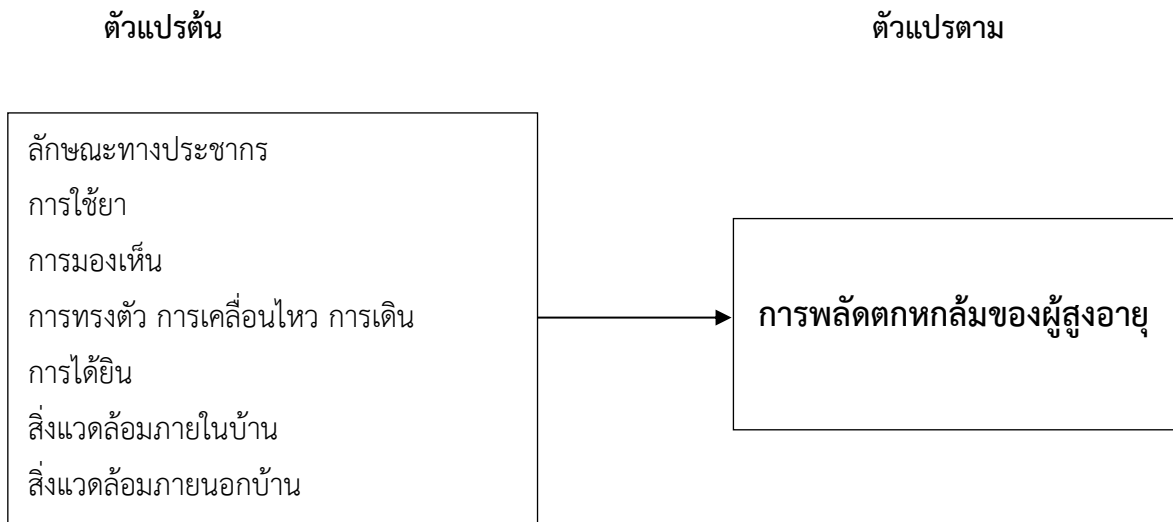 ตัวแปรต้น
ตัวแปรตาม
ลักษณะทางประชากร
การใช้ยา
การมองเห็น
การทรงตัว การเคลื่อนไหว การเดิน
การได้ยิน
สิ่งแวดล้อมภายในบ้าน
สิ่งแวดล้อมภายนอกบ้าน
การพลัดตกหกล้มของผู้สูงอายุ